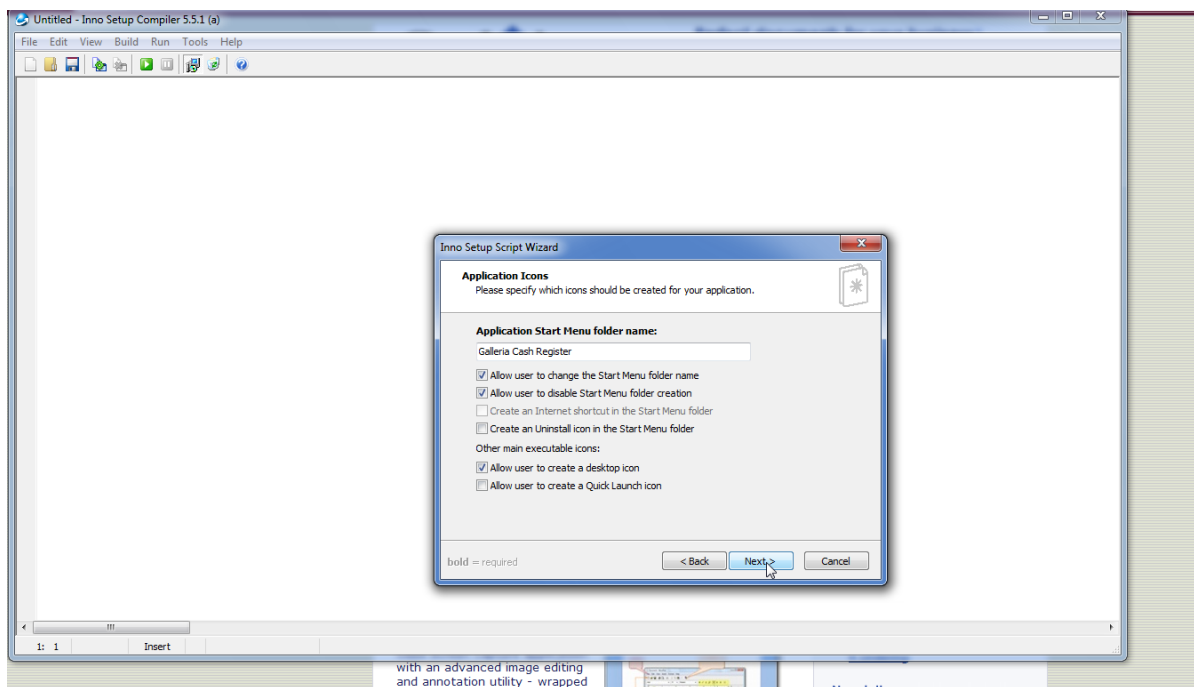 Untitled - Inno Setup Compiler 5.5.1 (a)
File Edit View Build Run Tools Help
Inno Setup Script Wizard
Application Icons
Please specify which icons should be created for your application.
Application Start Menu folder name:
Galleria Cash Register
Allow user to change the Start Menu folder name
Allow user to disable Start Menu folder creation
Create an Internet shortcut in the Start Menu folder
Create an Uninstall icon in the Start Menu folder
Other main executable icons:
Allow user to create a desktop icon
Allow user to create a Quick Launch icon
bold = required
< Back
Next >
Cancel
1: 1
Insert
with an advanced image editing
and annotation utility - wrapped